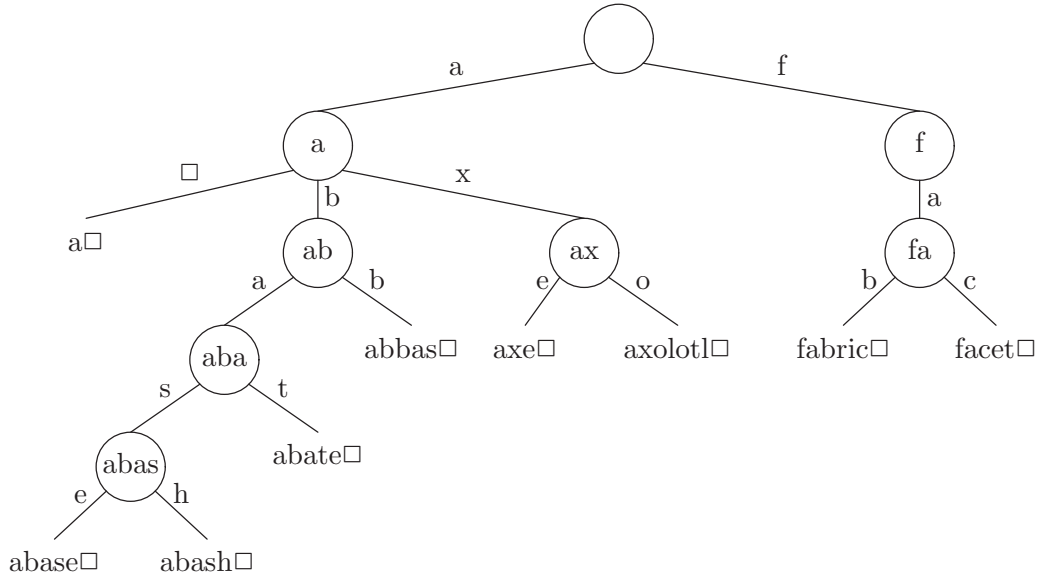 a f
a f
□ b x a
a□ ab ax fa
a b e o b c
aba abbas□ axe□ axolotl□ fabric□ facet□
s t
abas abate□
e h
abase□ abash□